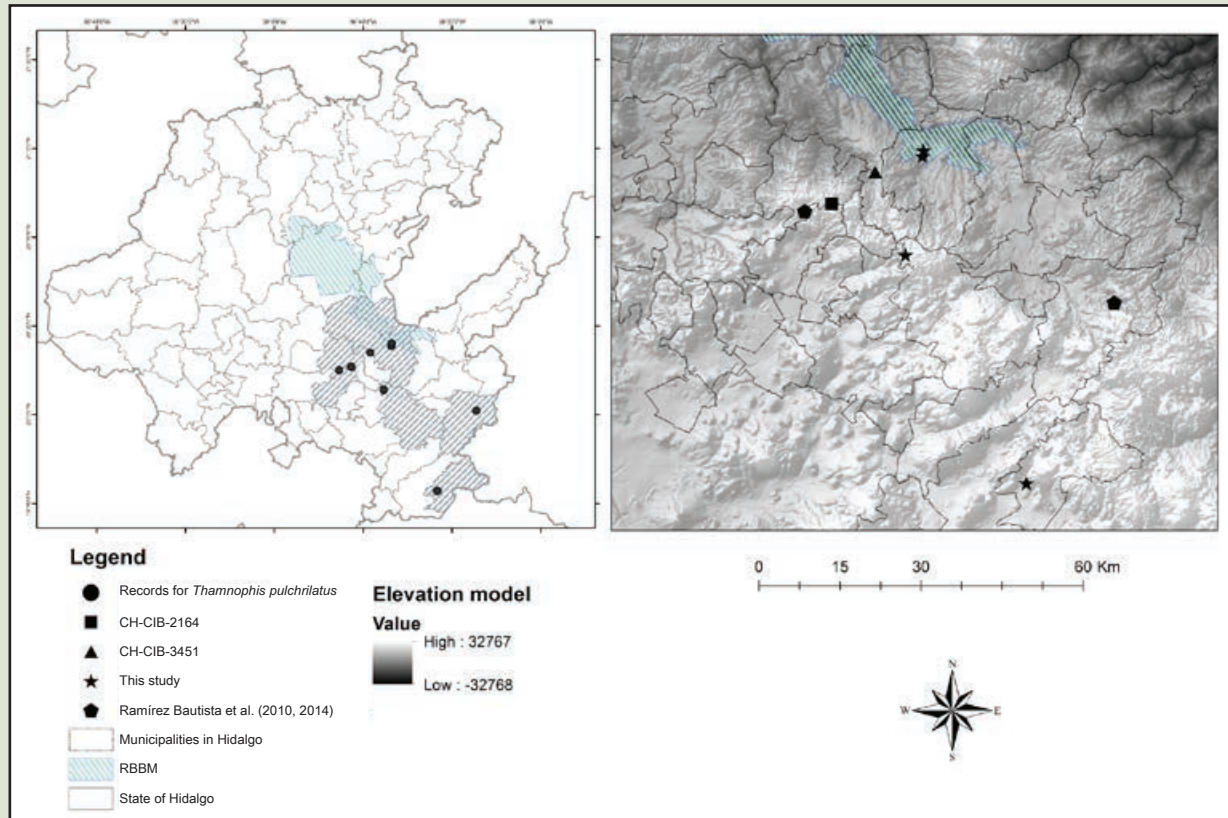 Legend
Records for Thamnophis pulchrilatus
CH-CIB-2164
CH-CIB-3451
This study
Ramírez Bautista et al. (2010, 2014)
Municipalities in Hidalgo
RBBM
State of Hidalgo
Elevation model
Value
High : 32767
Low : -32768
0 15 30 60 Km
N
W E
S